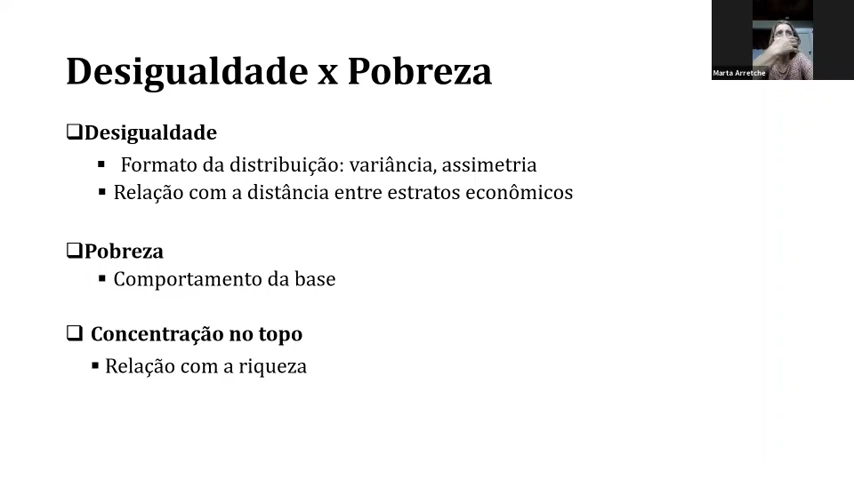 Desigualdade x Pobreza
Marta Arretche
❑Desigualdade
▪ Formato da distribuição: variância, assimetria
▪ Relação com a distância entre estratos econômicos
❑Pobreza
▪ Comportamento da base
❑ Concentração no topo
▪ Relação com a riqueza